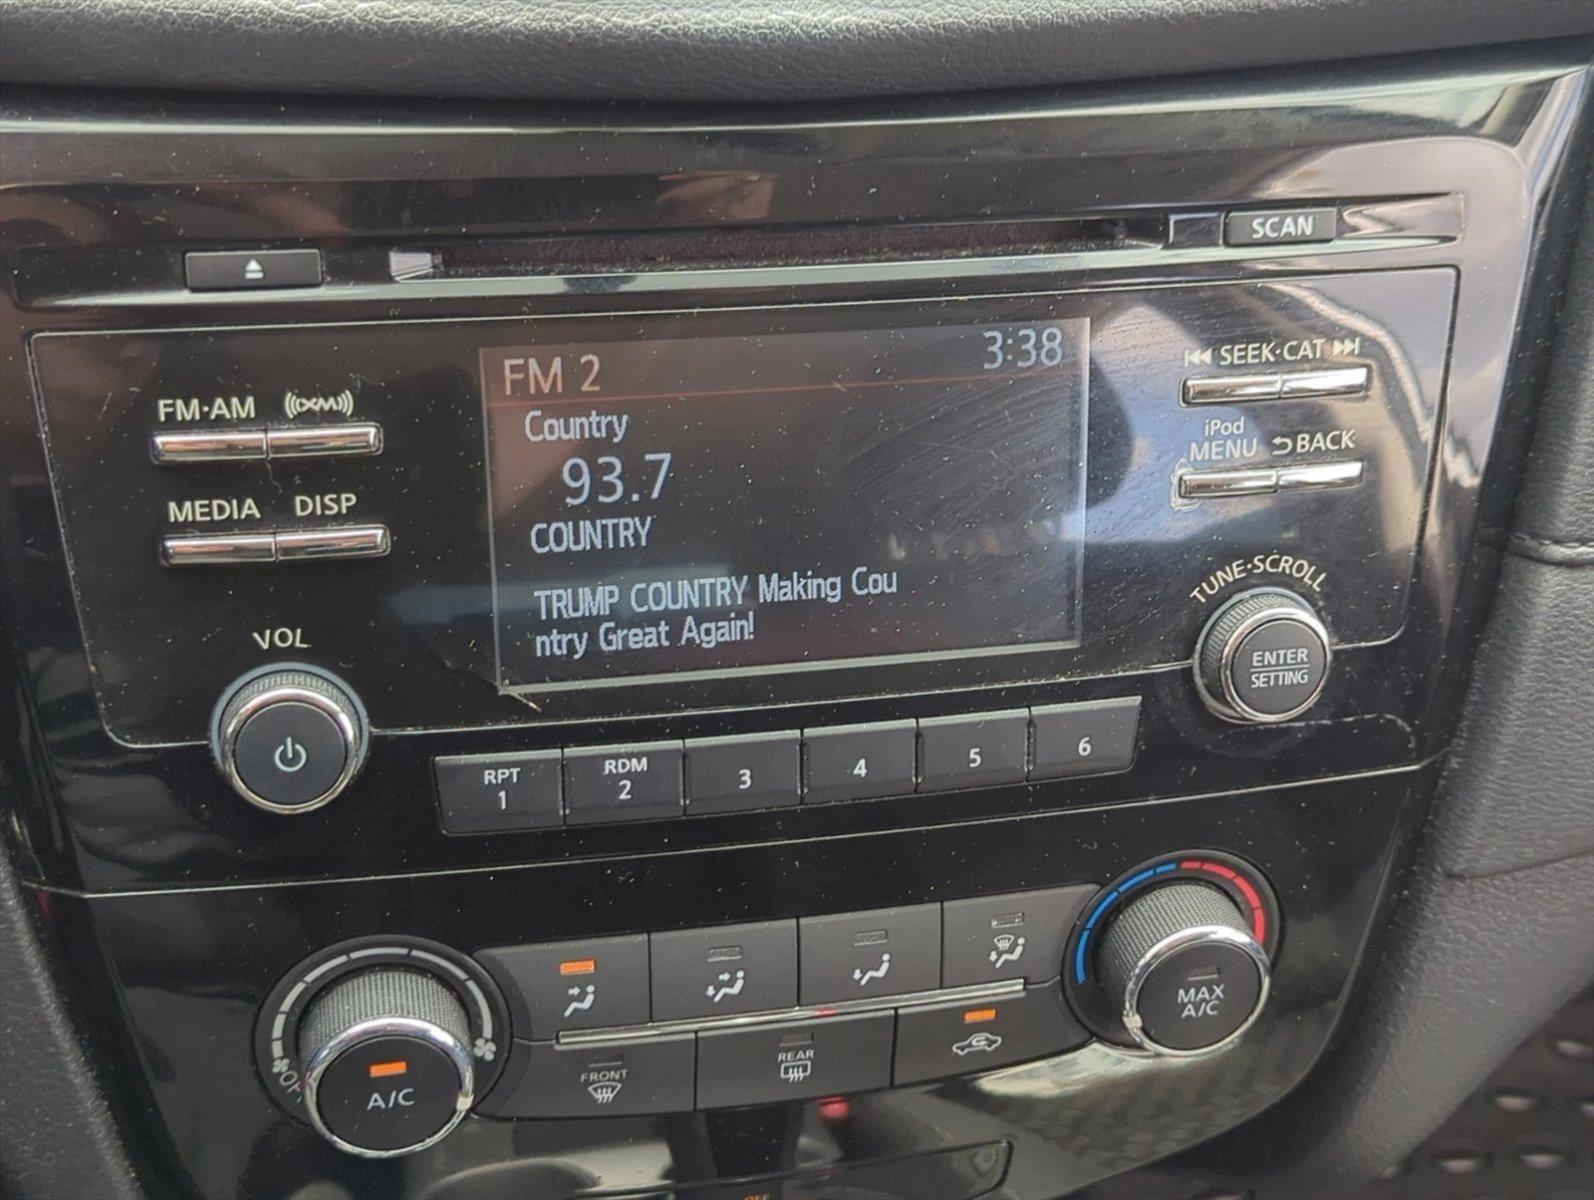 SCAN
FM 2
3:38
Country
93.7
COUNTRY
TRUMP COUNTRY Making Cou
ntry Great Again!
FM·AM
XM
MEDIA
DISP
VOL
SEEK·CAT
iPod
MENU
BACK
TUNE·SCROLL
ENTER
SETTING
RPT
1
RDM
2
3
4
5
6
A/C
FRONT
REAR
MAX
A/C
OFF